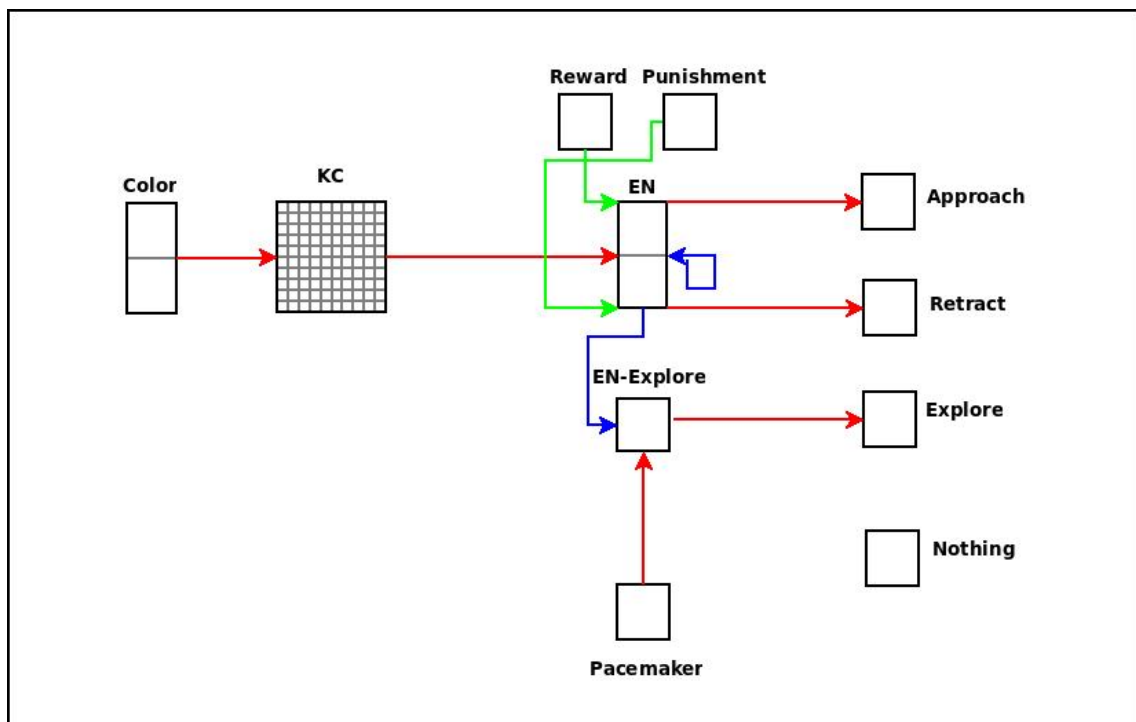 Reward
Punishment
Color
KC
EN
Approach
Retract
EN-Explore
Explore
Nothing
Pacemaker